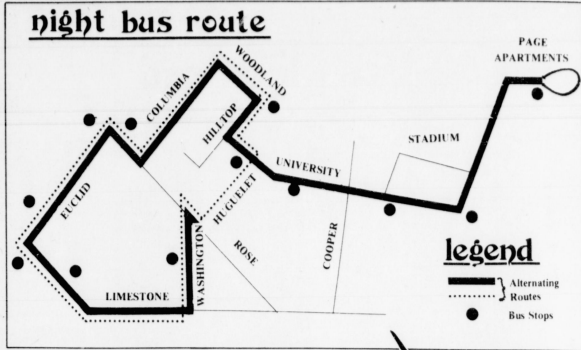 night bus route
PAGE
APARTMENTS
WOODLAND
COLUMBIA
HILLTOP
STADIUM
UNIVERSITY
EUCLID
HUGUELET
ROSE
COOPER
WASHINGTON
LIMESTONE
legend
Alternating
Routes
Bus Stops